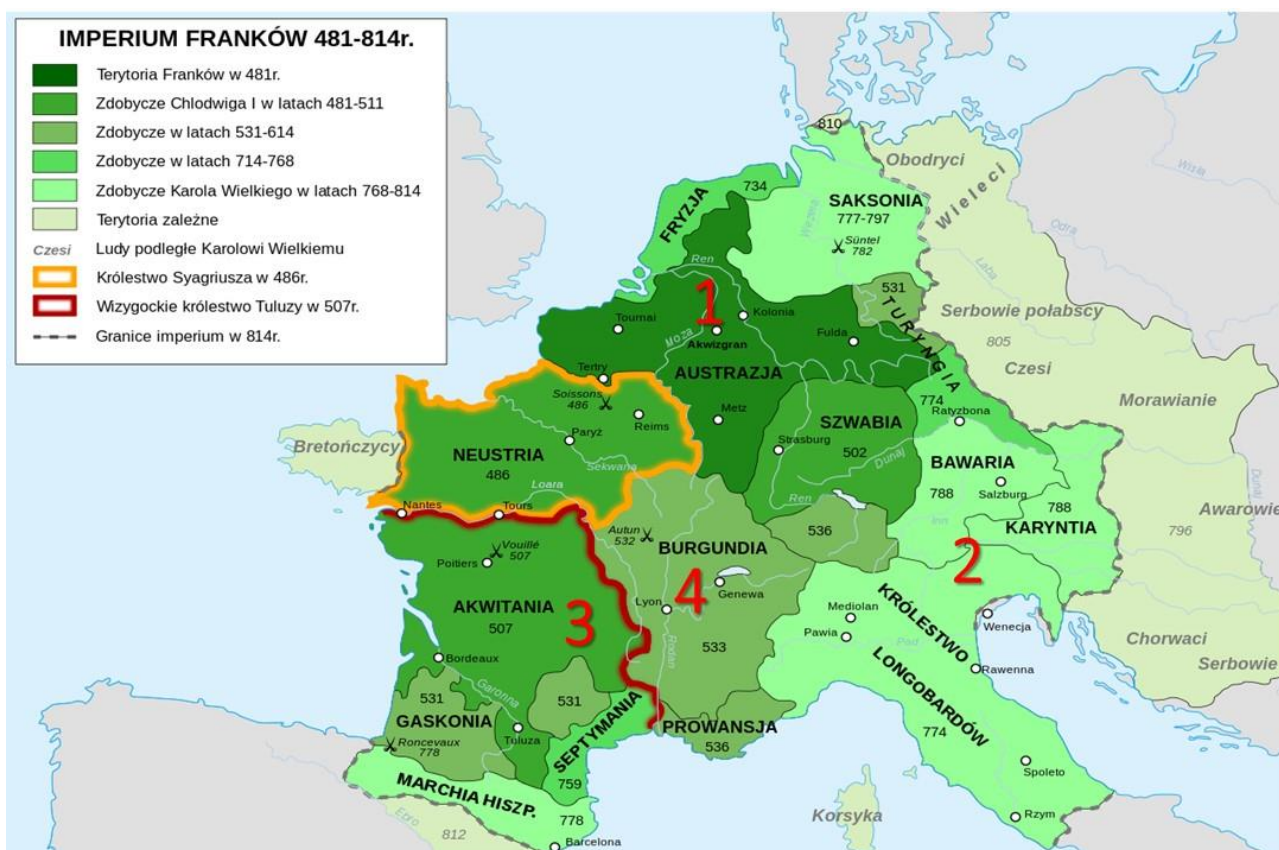 IMPERIUM FRANKÓW 481-814r.
Terytoria Franków w 481r.
Zdobycze Chlodwiga I w latach 481-511
Zdobycze w latach 531-614
Zdobycze w latach 714-768
Zdobycze Karola Wielkiego w latach 768-814
Terytoria zależne
Czesi Ludy podległe Karolowi Wielkiemu
Królestwo Syagriusza w 486r.
Wizygockie królestwo Tuluzy w 507r.
Granice imperium w 814r.
810
Obodryci
Wieleci
Wisła
Odra
Łaba
FRYZJA
734
SAKSONIA
777-797
Wezera
Süntel
782
Ren
531
TURYNGIA
Serbowie połabscy
805
Czesi
Morawianie
1
Tournai
Kolonia
Moza
Akwizgran
Fulda
Tertry
AUSTRAZJA
774
Ratyzbona
Soissons
486
Reims
Metz
SZWABIA
502
Strasburg
Dunaj
Paryż
Bretończycy
NEUSTRIA
486
Sekwana
Loara
BAWARIA
788
Salzburg
Ren
Inn
788
KARYNTIA
Dunaj
Awarowie
796
Nantes
Tours
Autun
532
536
BURGUNDIA
2
Vouillé
507
Poitiers
AKWITANIA
507
3
4
Genewa
Lyon
Rodan
533
Mediolan
Pawia
Pad
KRÓLESTWO
LONGOBARDÓW
774
Wenecja
Rawenna
Chorwaci
Serbowie
Bordeaux
Garonna
531
531
GASKONIA
Tuluza
SEPTYMANIA
759
PROWANSJA
536
Roncevaux
778
MARCHIA HISZP.
778
Ebro
812
Barcelona
Korsyka
Spoleto
Rzym